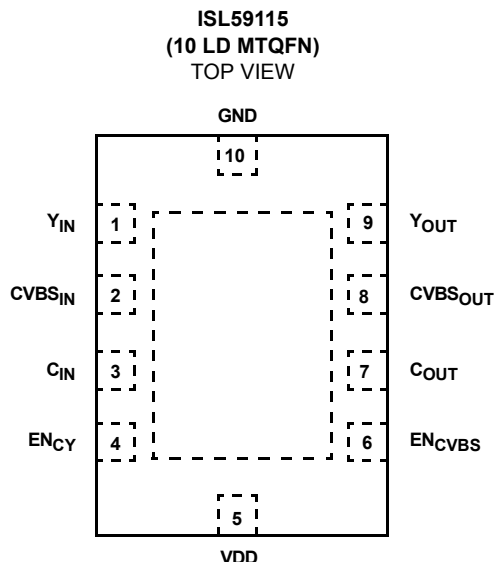 ISL59115
(10 LD MTQFN)
TOP VIEW
GND
10
YIN 1 9 YOUT
CVBSIN 2 8 CVBSOUT
CIN 3 7 COUT
ENCY 4 6 ENCVBS
5
VDD